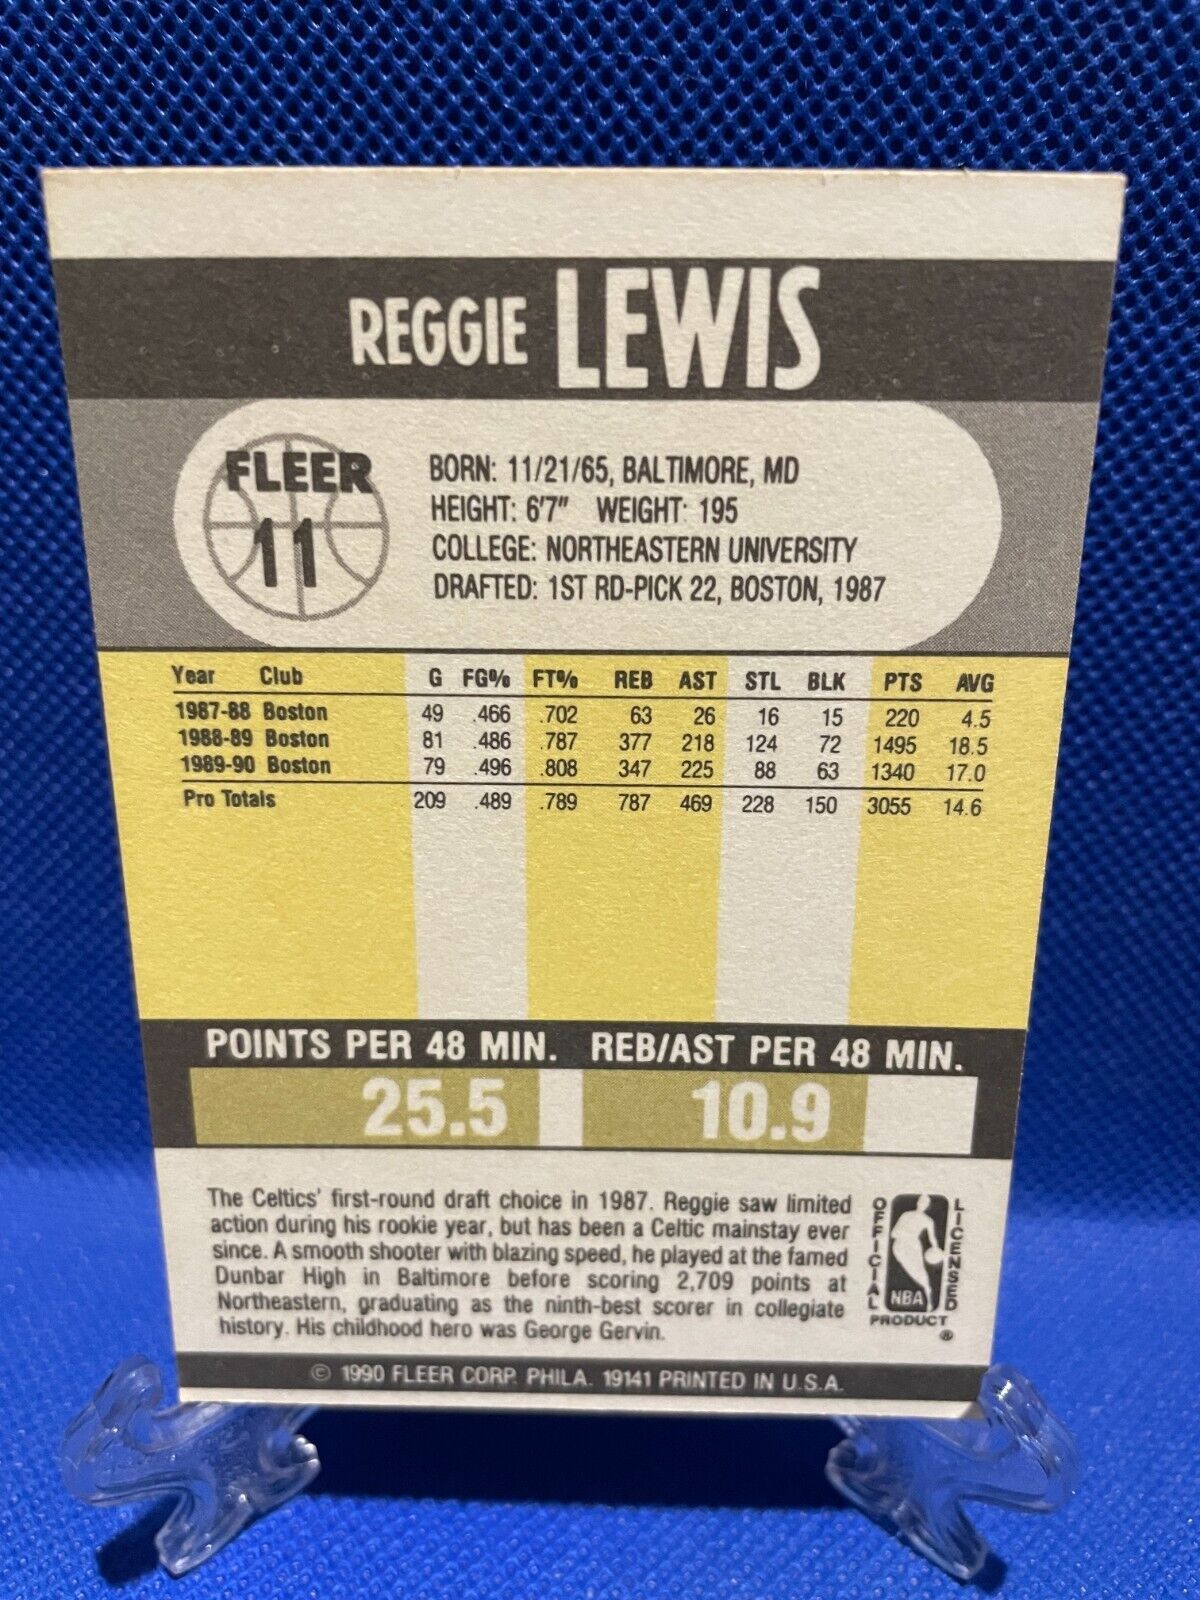 REGGIE LEWIS
FLEER
11
BORN: 11/21/65, BALTIMORE, MD
HEIGHT: 6'7" WEIGHT: 195
COLLEGE: NORTHEASTERN UNIVERSITY
DRAFTED: 1ST RD-PICK 22, BOSTON, 1987
Year Club G FG% FT% REB AST STL BLK PTS AVG
1987-88 Boston 49 .466 .702 63 26 16 15 220 4.5
1988-89 Boston 81 .486 .787 377 218 124 72 1495 18.5
1989-90 Boston 79 .496 .808 347 225 88 63 1340 17.0
Pro Totals 209 .489 .789 787 469 228 150 3055 14.6
POINTS PER 48 MIN. REB/AST PER 48 MIN.
25.5 10.9
The Celtics' first-round draft choice in 1987. Reggie saw limited
action during his rookie year, but has been a Celtic mainstay ever
since. A smooth shooter with blazing speed, he played at the famed
Dunbar High in Baltimore before scoring 2,709 points at
Northeastern, graduating as the ninth-best scorer in collegiate
history. His childhood hero was George Gervin.
OFFICIAL
LICENSED
NBA
PRODUCT
®
© 1990 FLEER CORP. PHILA. 19141 PRINTED IN U.S.A.